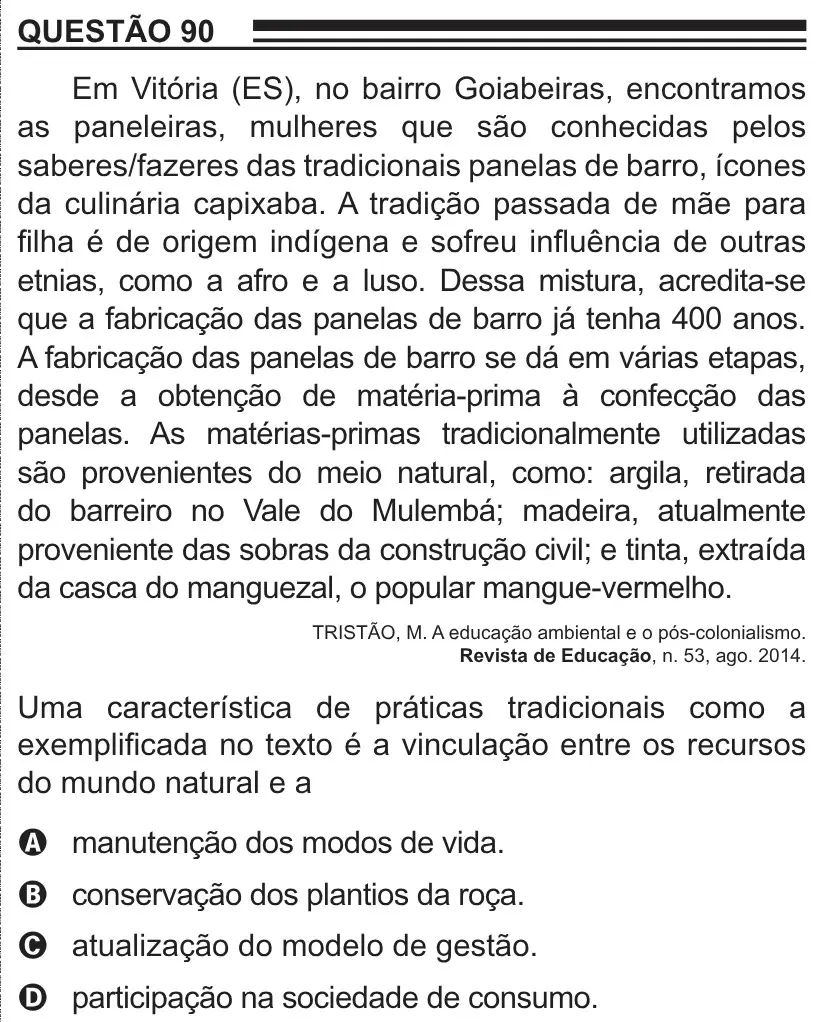 QUESTÃO 90
Em Vitória (ES), no bairro Goiabeiras, encontramos
as paneleiras, mulheres que são conhecidas pelos
saberes/fazeres das tradicionais panelas de barro, ícones
da culinária capixaba. A tradição passada de mãe para
filha é de origem indígena e sofreu influência de outras
etnias, como a afro e a luso. Dessa mistura, acredita-se
que a fabricação das panelas de barro já tenha 400 anos.
A fabricação das panelas de barro se dá em várias etapas,
desde a obtenção de matéria-prima à confecção das
panelas. As matérias-primas tradicionalmente utilizadas
são provenientes do meio natural, como: argila, retirada
do barreiro no Vale do Mulembá; madeira, atualmente
proveniente das sobras da construção civil; e tinta, extraída
da casca do manguezal, o popular mangue-vermelho.
TRISTÃO, M. A educação ambiental e o pós-colonialismo.
Revista de Educação, n. 53, ago. 2014.
Uma característica de práticas tradicionais como a
exemplificada no texto é a vinculação entre os recursos
do mundo natural e a
A manutenção dos modos de vida.
B conservação dos plantios da roça.
C atualização do modelo de gestão.
D participação na sociedade de consumo.